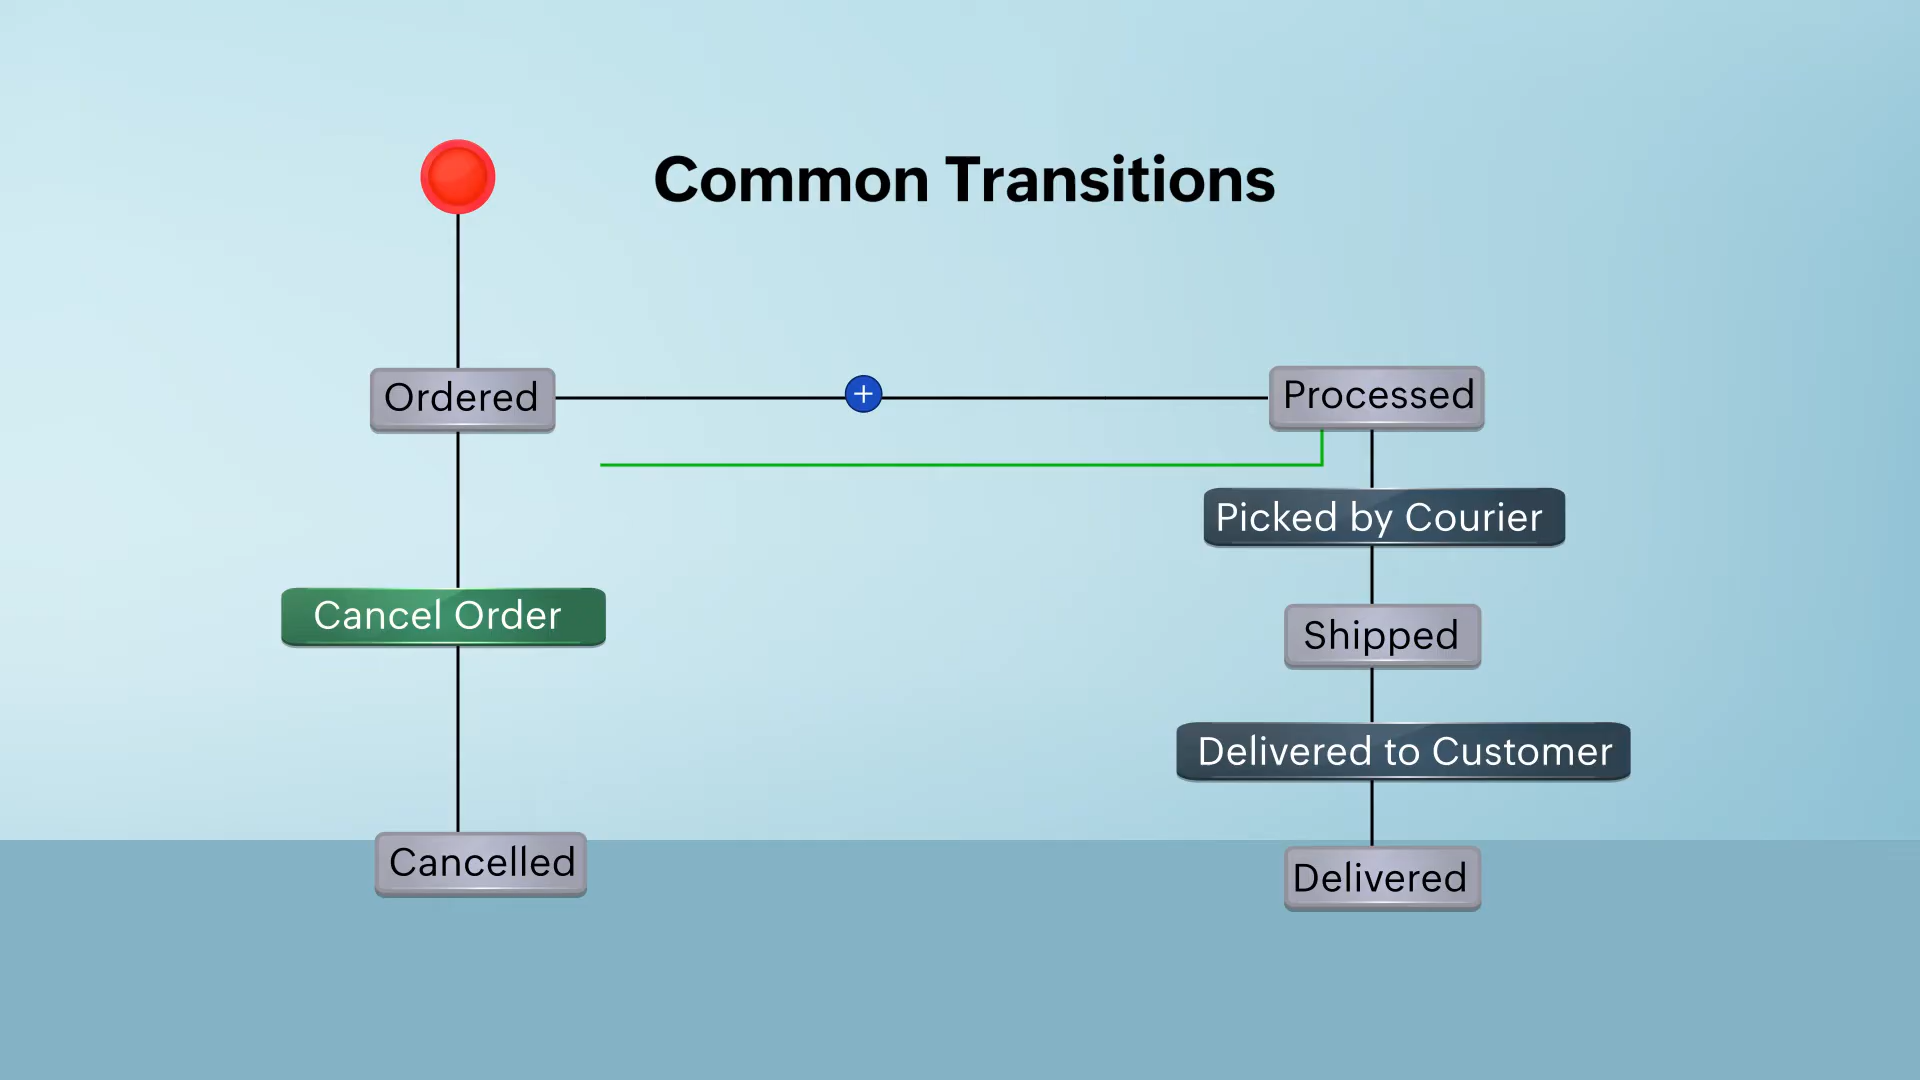 Common Transitions
Ordered
Processed
Picked by Courier
Cancel Order
Shipped
Delivered to Customer
Cancelled
Delivered